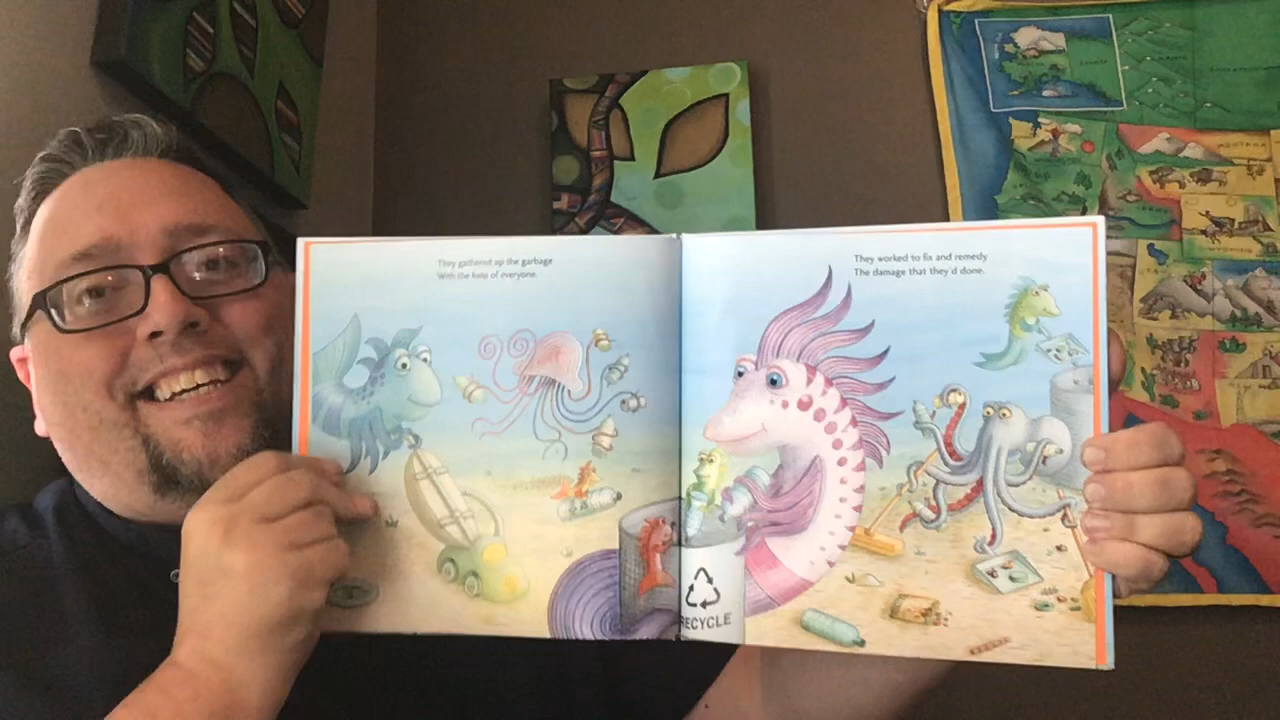 They gathered up the garbage
With the help of everyone.
They worked to fix and remedy
The damage that they'd done.
RECYCLE
MONTANA